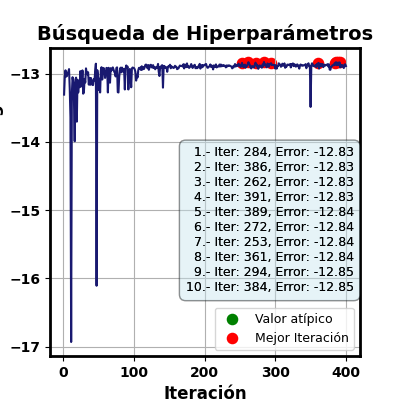 Búsqueda de Hiperparámetros
−13
−14
−15
−16
−17
1.- Iter: 284, Error: -12.83
2.- Iter: 386, Error: -12.83
3.- Iter: 262, Error: -12.83
4.- Iter: 391, Error: -12.83
5.- Iter: 389, Error: -12.84
6.- Iter: 272, Error: -12.84
7.- Iter: 253, Error: -12.84
8.- Iter: 361, Error: -12.84
9.- Iter: 294, Error: -12.85
10.- Iter: 384, Error: -12.85
Valor atípico
Mejor Iteración
0 100 200 300 400
Iteración